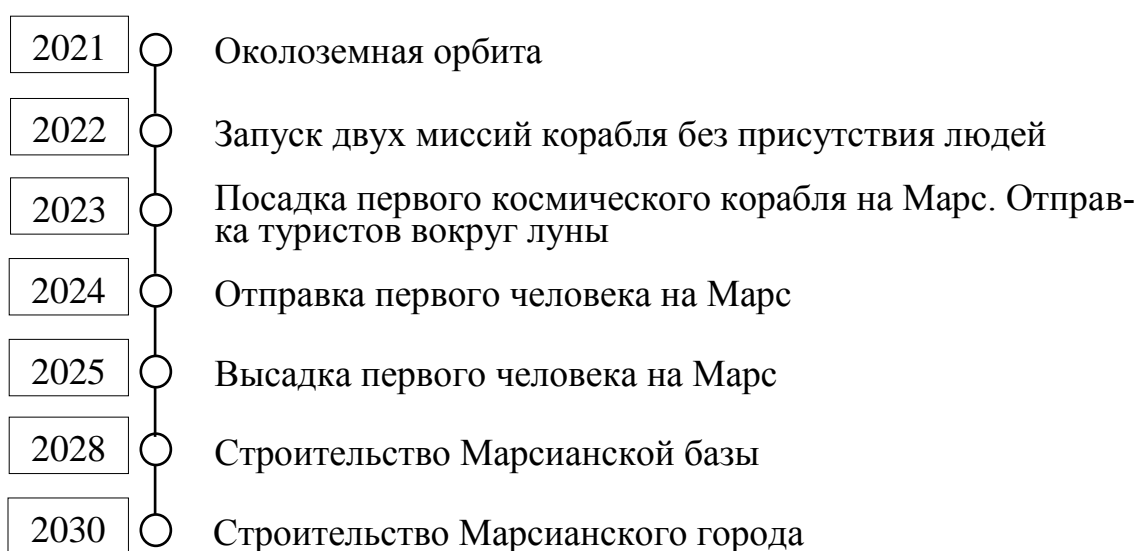 2021 Околоземная орбита
2022 Запуск двух миссий корабля без присутствия людей
2023 Посадка первого космического корабля на Марс. Отправ-
ка туристов вокруг луны
2024 Отправка первого человека на Марс
2025 Высадка первого человека на Марс
2028 Строительство Марсианской базы
2030 Строительство Марсианского города